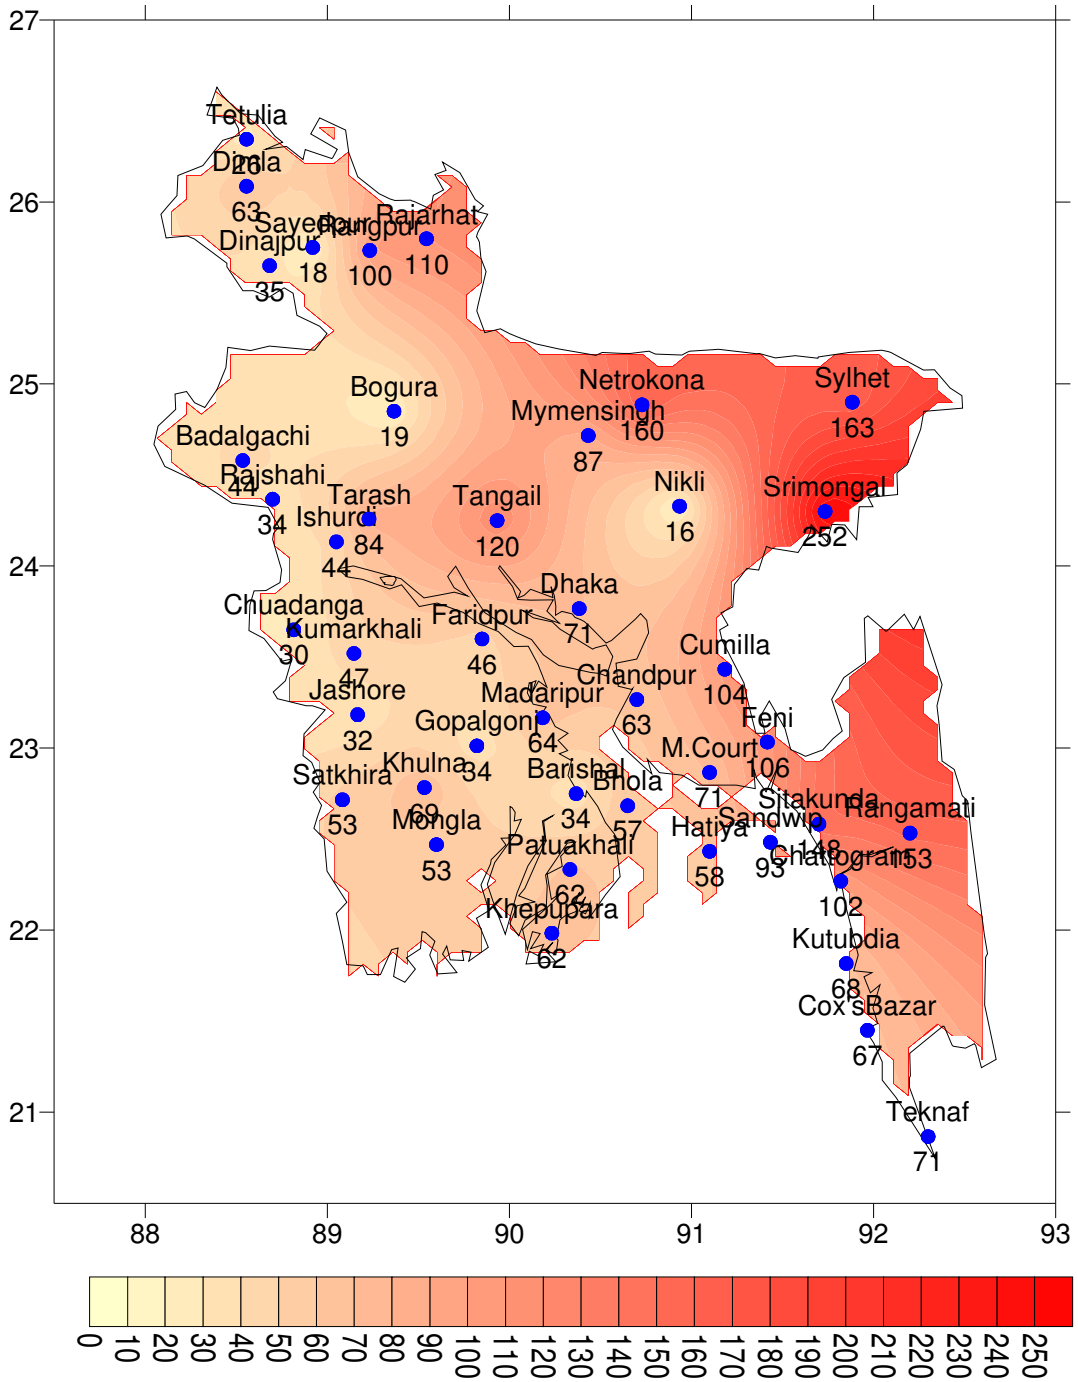 27
26
25
24
23
22
21
Tetulia
26
Dimla
63
Sayedpur
18
Rangpur
100
Rajarhat
110
Dinajpur
35
Bogura
19
Netrokona
160
Sylhet
163
Mymensingh
87
Badalgachi
44
Rajshahi
34
Nikli
16
Srimongal
252
Tarash
84
Tangail
120
Ishurdi
44
Dhaka
71
Chuadanga
30
Faridpur
46
Kumarkhali
47
Cumilla
104
Chandpur
63
Jashore
32
Madaripur
64
Gopalgonj
34
Feni
106
M.Court
71
Khulna
69
Barishal
34
Satkhira
53
Bhola
57
Sitakunda
148
Rangamati
153
Mongla
53
Hatiya
58
Sandwip
93
Patuakhali
62
Chattogram
102
Khepupara
62
Kutubdia
68
Cox'sBazar
67
Teknaf
71
88 89 90 91 92 93
0 10 20 30 40 50 60 70 80 90 100 110 120 130 140 150 160 170 180 190 200 210 220 230 240 250